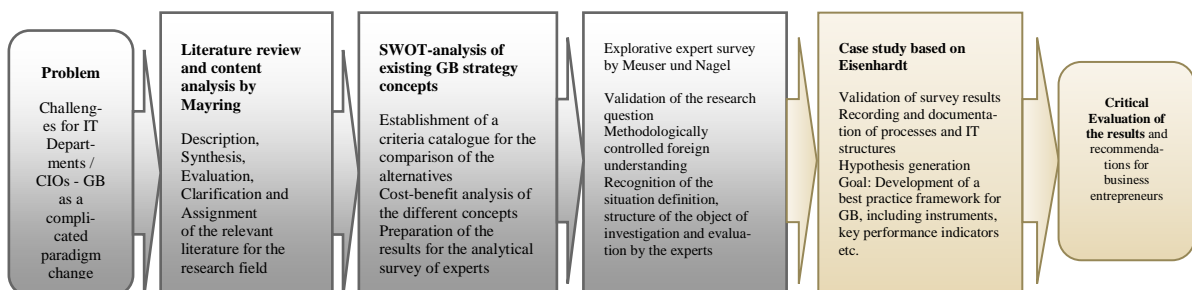 Problem
Challeng-
es for IT
Depart-
ments /
CIOs - GB
as a
compli-
cated
paradigm
change
Literature review
and content
analysis by
Mayring
Description,
Synthesis,
Evaluation,
Clarification and
Assignment
of the relevant
literature for the
research field
SWOT-analysis of
existing GB strategy
concepts
Establishment of a
criteria catalogue for the
comparison of the
alternatives
Cost-benefit analysis of
the different concepts
Preparation of the
results for the analytical
survey of experts
Explorative expert survey
by Meuser und Nagel
Validation of the research
question
Methodologically
controlled foreign
understanding
Recognition of the
situation definition,
structure of the object of
investigation and evalua-
tion by the experts
Case study based on
Eisenhardt
Validation of survey results
Recording and documenta-
tion of processes and IT
structures
Hypothesis generation
Goal: Development of a
best practice framework for
GB, including instruments,
key performance indicators
etc.
Critical
Evaluation of
the results and
recommenda-
tions for
business
entrepreneurs